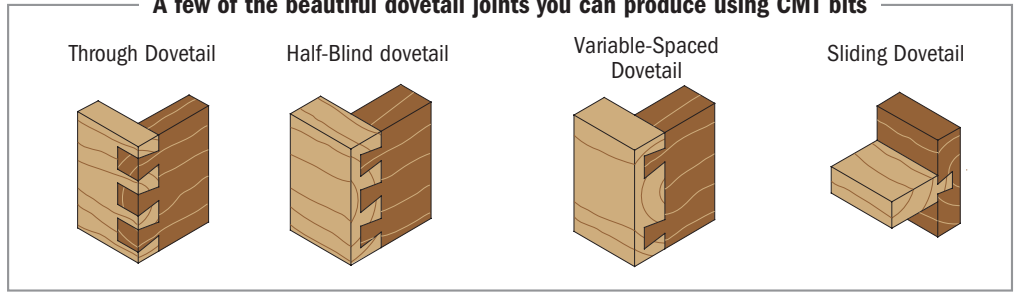 A few of the beautiful dovetail joints you can produce using CMT bits
Through Dovetail
Half-Blind dovetail
Variable-Spaced
Dovetail
Sliding Dovetail